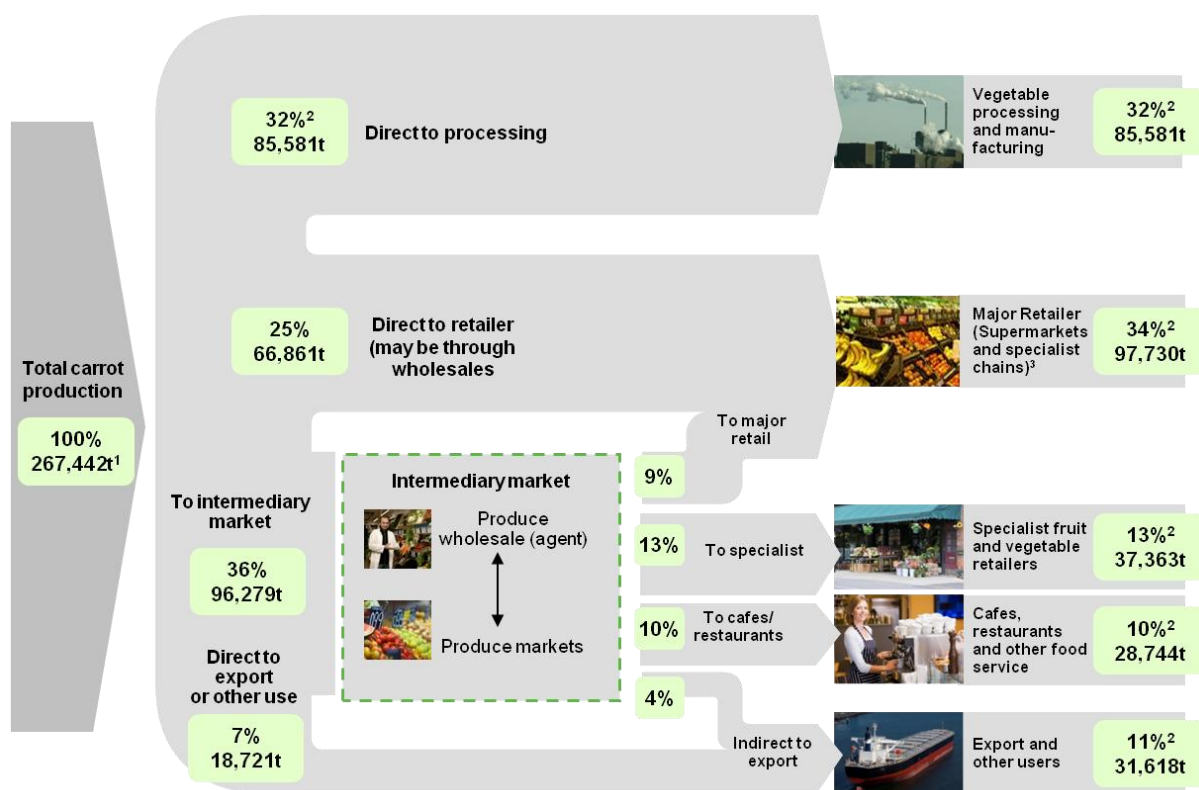 Total carrot
production
100%
267,442t¹
32%²
85,581t
Direct to processing
25%
66,861t
Direct to retailer
(may be through
wholesales
To intermediary
market
36%
96,279t
Direct to
export
or other use
7%
18,721t
Intermediary market
Produce
wholesale (agent)
Produce markets
To major
retail
9%
13%
To specialist
10%
To cafes/
restaurants
4%
Indirect to
export
Vegetable
processing
and manu-
facturing
32%²
85,581t
Major Retailer
(Supermarkets
and specialist
chains)³
34%²
97,730t
Specialist fruit
and vegetable
retailers
13%²
37,363t
Cafes,
restaurants
and other food
service
10%²
28,744t
Export and
other users
11%²
31,618t